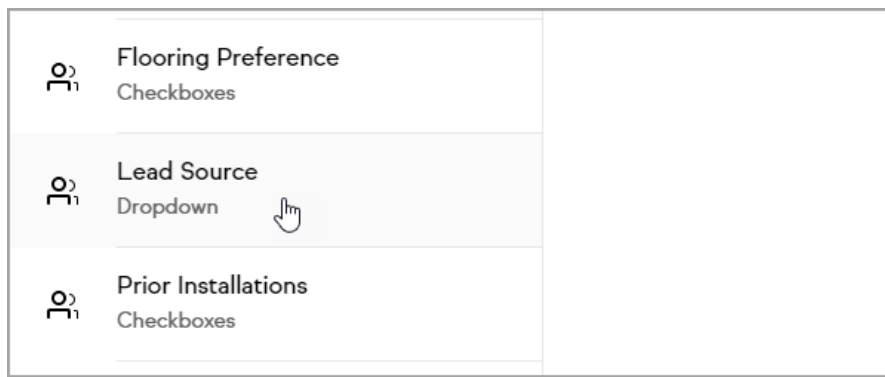 Flooring Preference
Checkboxes
Lead Source
Dropdown
Prior Installations
Checkboxes